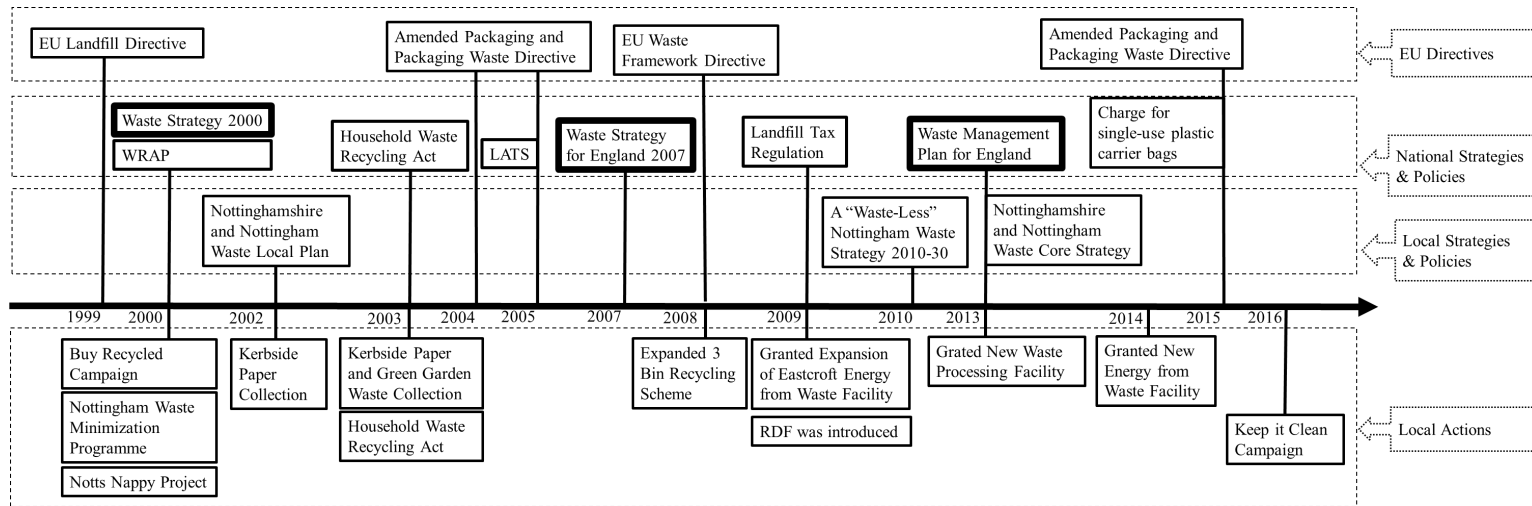 EU Landfill Directive
Amended Packaging and
Packaging Waste Directive
EU Waste
Framework Directive
Amended Packaging and
Packaging Waste Directive
EU Directives
Waste Strategy 2000
WRAP
Household Waste
Recycling Act
LATS
Waste Strategy
for England 2007
Landfill Tax
Regulation
Waste Management
Plan for England
Charge for
single-use plastic
carrier bags
National Strategies
& Policies
Nottinghamshire
and Nottingham
Waste Local Plan
A “Waste-Less”
Nottingham Waste
Strategy 2010-30
Nottinghamshire
and Nottingham
Waste Core Strategy
Local Strategies
& Policies
1999
2000
2002
2003
2004
2005
2007
2008
2009
2010
2013
2014
2015
2016
Buy Recycled
Campaign
Nottingham Waste
Minimization
Programme
Notts Nappy Project
Kerbside
Paper
Collection
Kerbside Paper
and Green Garden
Waste Collection
Household Waste
Recycling Act
Expanded 3
Bin Recycling
Scheme
Granted Expansion
of Eastcroft Energy
from Waste Facility
RDF was introduced
Grated New Waste
Processing Facility
Granted New
Energy from
Waste Facility
Keep it Clean
Campaign
Local Actions